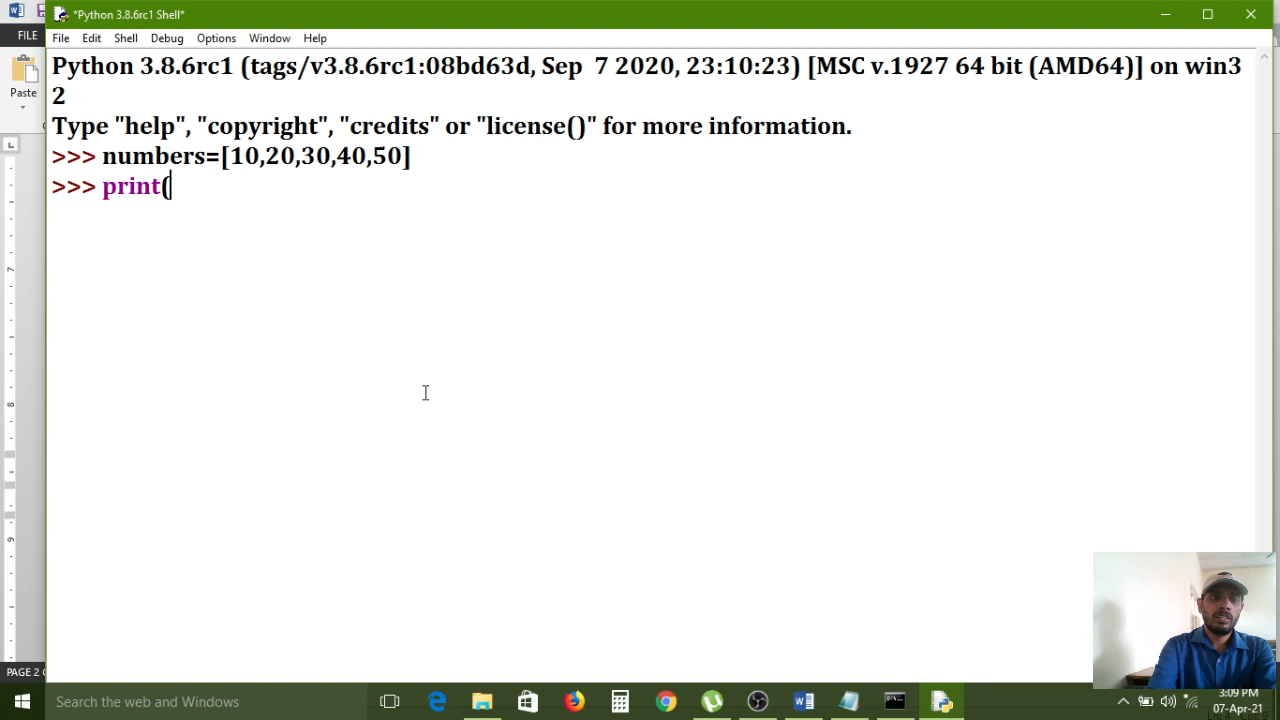 FILE
Paste
PAGE 2
*Python 3.8.6rc1 Shell*
File Edit Shell Debug Options Window Help
Python 3.8.6rc1 (tags/v3.8.6rc1:08bd63d, Sep  7 2020, 23:10:23) [MSC v.1927 64 bit (AMD64)] on win3
2
Type "help", "copyright", "credits" or "license()" for more information.
>>> numbers=[10,20,30,40,50]
>>> print(
7
8
9
Search the web and Windows
3:09 PM
07-Apr-21